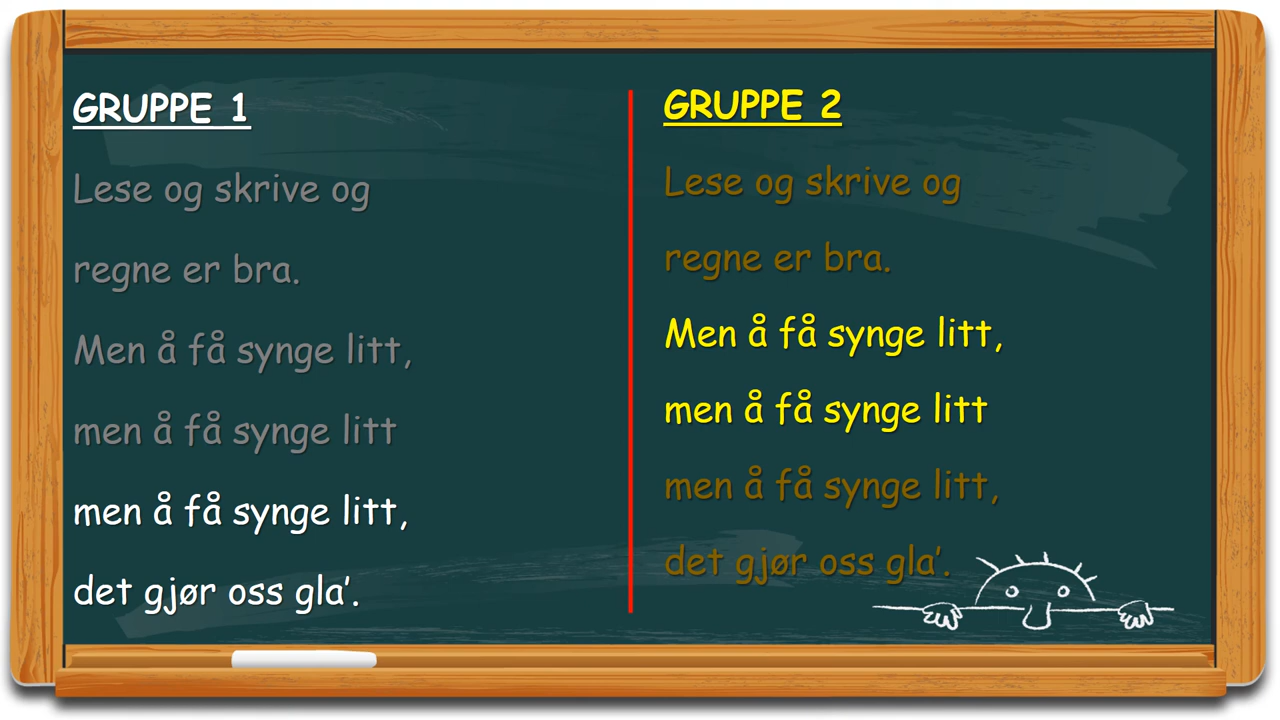 GRUPPE 1
Lese og skrive og
regne er bra.
Men å få synge litt,
men å få synge litt
men å få synge litt,
det gjør oss gla’.
GRUPPE 2
Lese og skrive og
regne er bra.
Men å få synge litt,
men å få synge litt
men å få synge litt,
det gjør oss gla’.